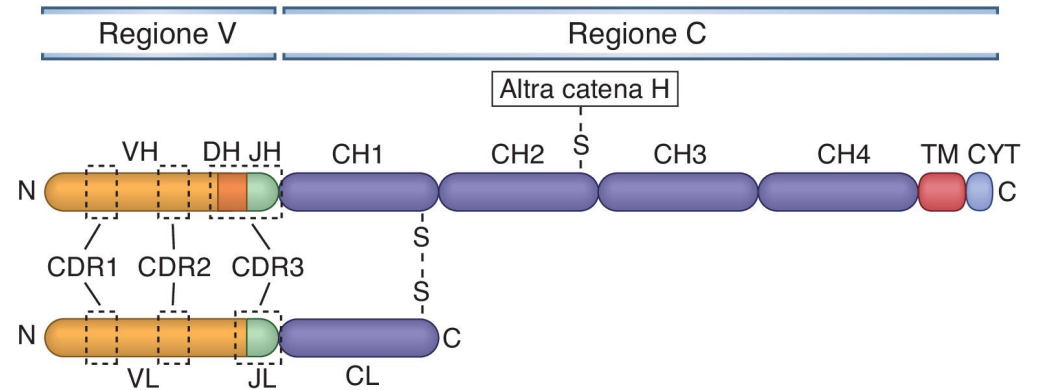 Regione V
Regione C
Altra catena H
S
VH DH JH CH1 CH2 CH3 CH4 TM CYT
N C
S
CDR1 CDR2 CDR3
S
N C
VL JL CL